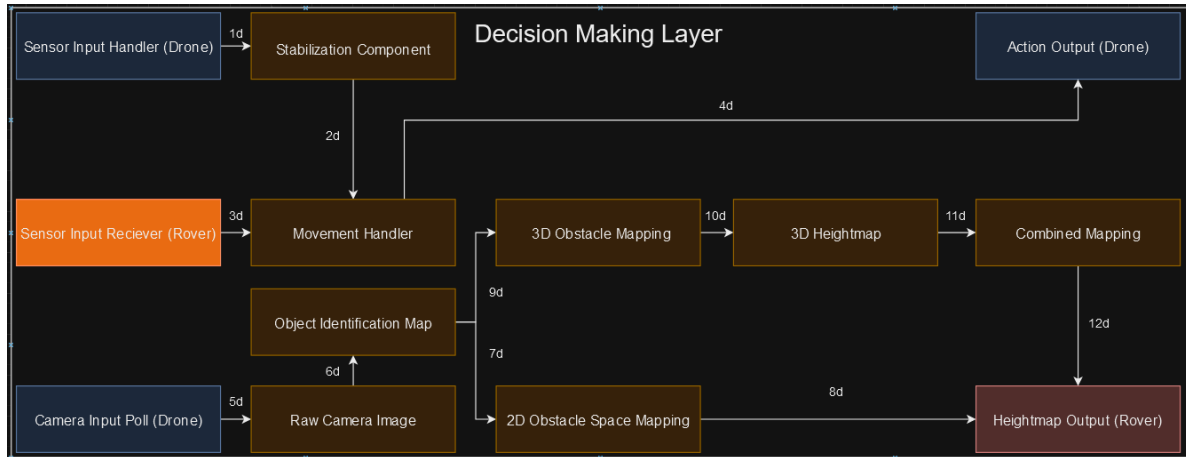 Decision Making Layer
Sensor Input Handler (Drone)
1d
Stabilization Component
Action Output (Drone)
2d
4d
Sensor Input Reciever (Rover)
3d
Movement Handler
3D Obstacle Mapping
10d
3D Heightmap
11d
Combined Mapping
Object Identification Map
9d
7d
12d
6d
Camera Input Poll (Drone)
5d
Raw Camera Image
2D Obstacle Space Mapping
8d
Heightmap Output (Rover)